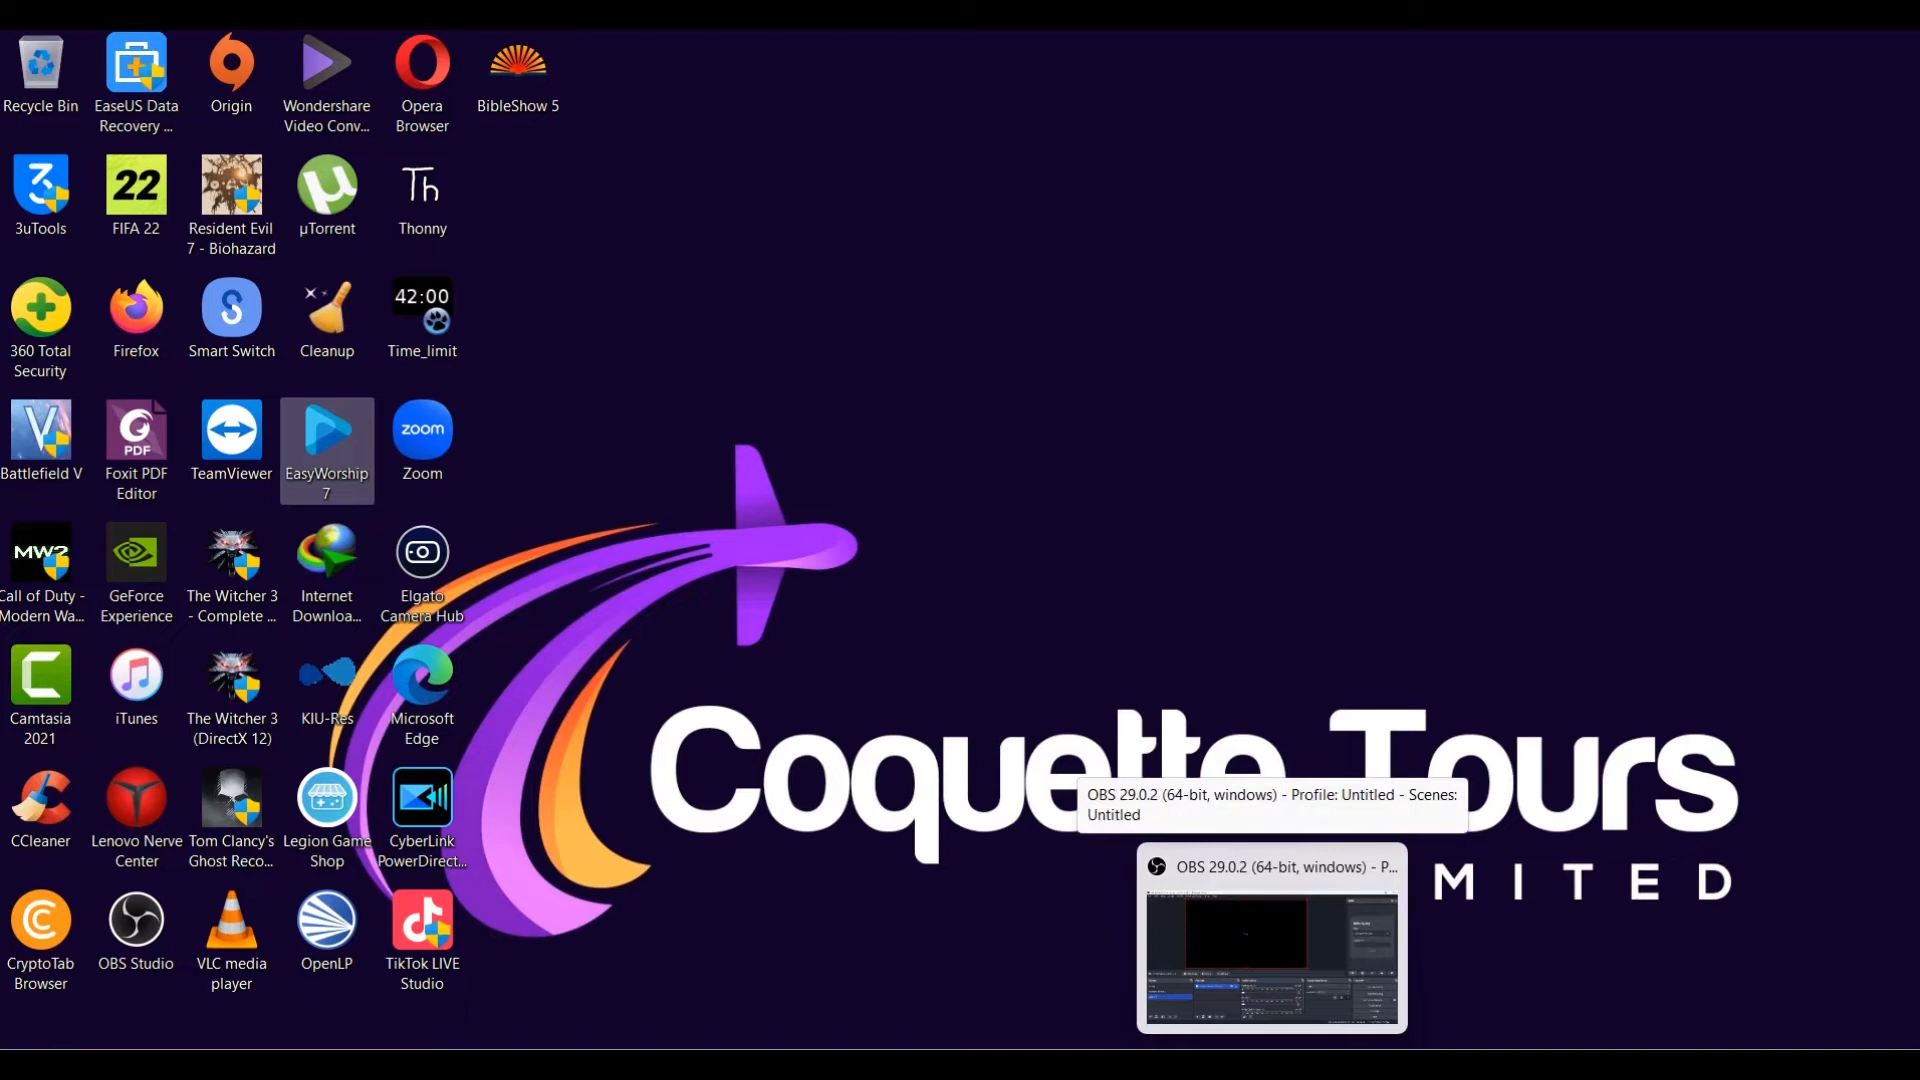 Recycle Bin
EaseUS Data
Recovery ...
Origin
Wondershare
Video Conv...
Opera
Browser
BibleShow 5
3
3uTools
22
FIFA 22
Resident Evil
7 - Biohazard
µ
µTorrent
Th
Thonny
360 Total
Security
Firefox
S
Smart Switch
Cleanup
42:00
Time_limit
V
Battlefield V
PDF
Foxit PDF
Editor
TeamViewer
EasyWorship
7
zoom
Zoom
MW2
Call of Duty -
Modern Wa...
GeForce
Experience
The Witcher 3
- Complete ...
Internet
Downloa...
Elgato
Camera Hub
C
Camtasia
2021
iTunes
The Witcher 3
(DirectX 12)
KIU-Res
Microsoft
Edge
CCleaner
Lenovo Nerve
Center
Tom Clancy's
Ghost Reco...
Legion Game
Shop
CyberLink
PowerDirect...
C
CryptoTab
Browser
OBS Studio
VLC media
player
OpenLP
TikTok LIVE
Studio
Coquette Tours
MITED
OBS 29.0.2 (64-bit, windows) - Profile: Untitled - Scenes:
Untitled
OBS 29.0.2 (64-bit, windows) - P...